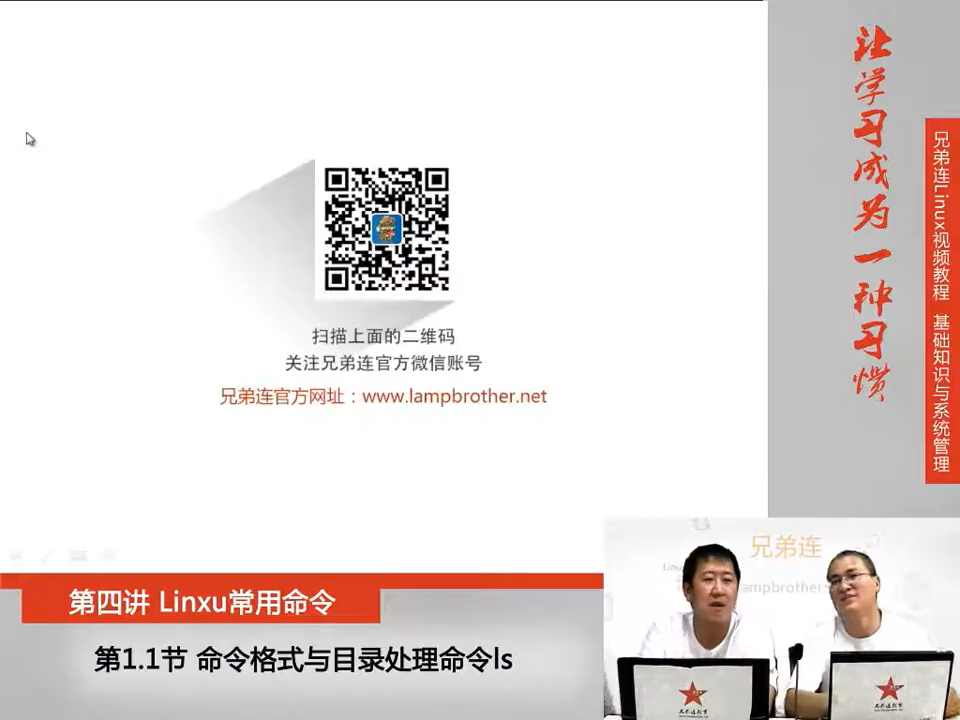 让学习成为一种习惯
兄弟连Linux视频教程 基础知识与系统管理
扫描上面的二维码
关注兄弟连官方微信账号
兄弟连官方网址：www.lampbrother.net
第四讲 Linxu常用命令
第1.1节 命令格式与目录处理命令ls
兄弟连
Linu
lampbrother